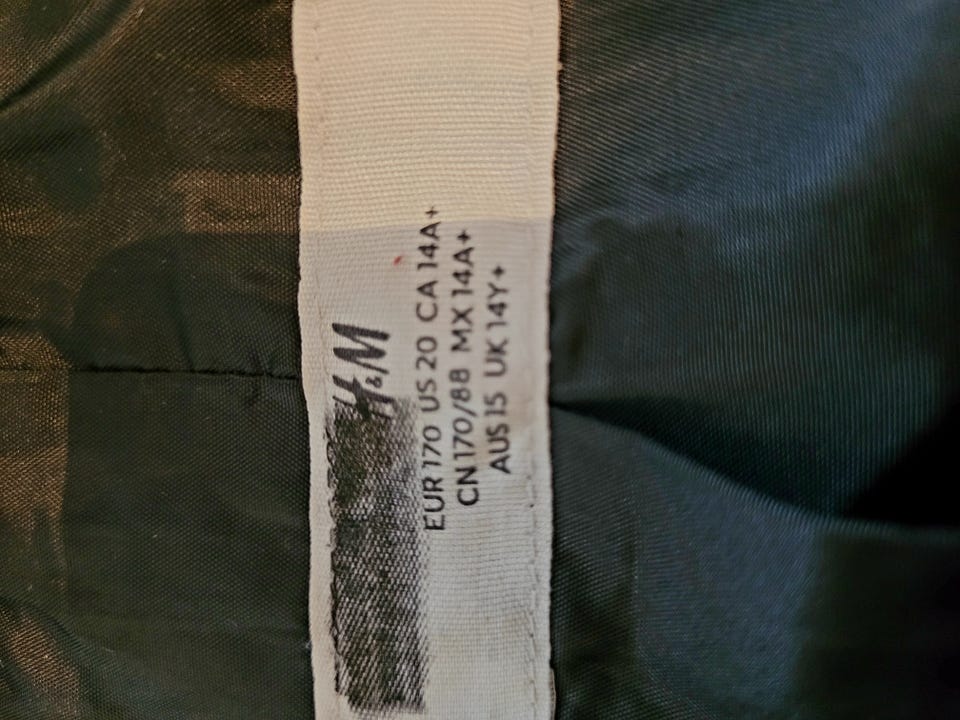 H&M
EUR 170 US 20 CA 14A+
CN 170/88 MX 14A+
AUS 15 UK 14Y+